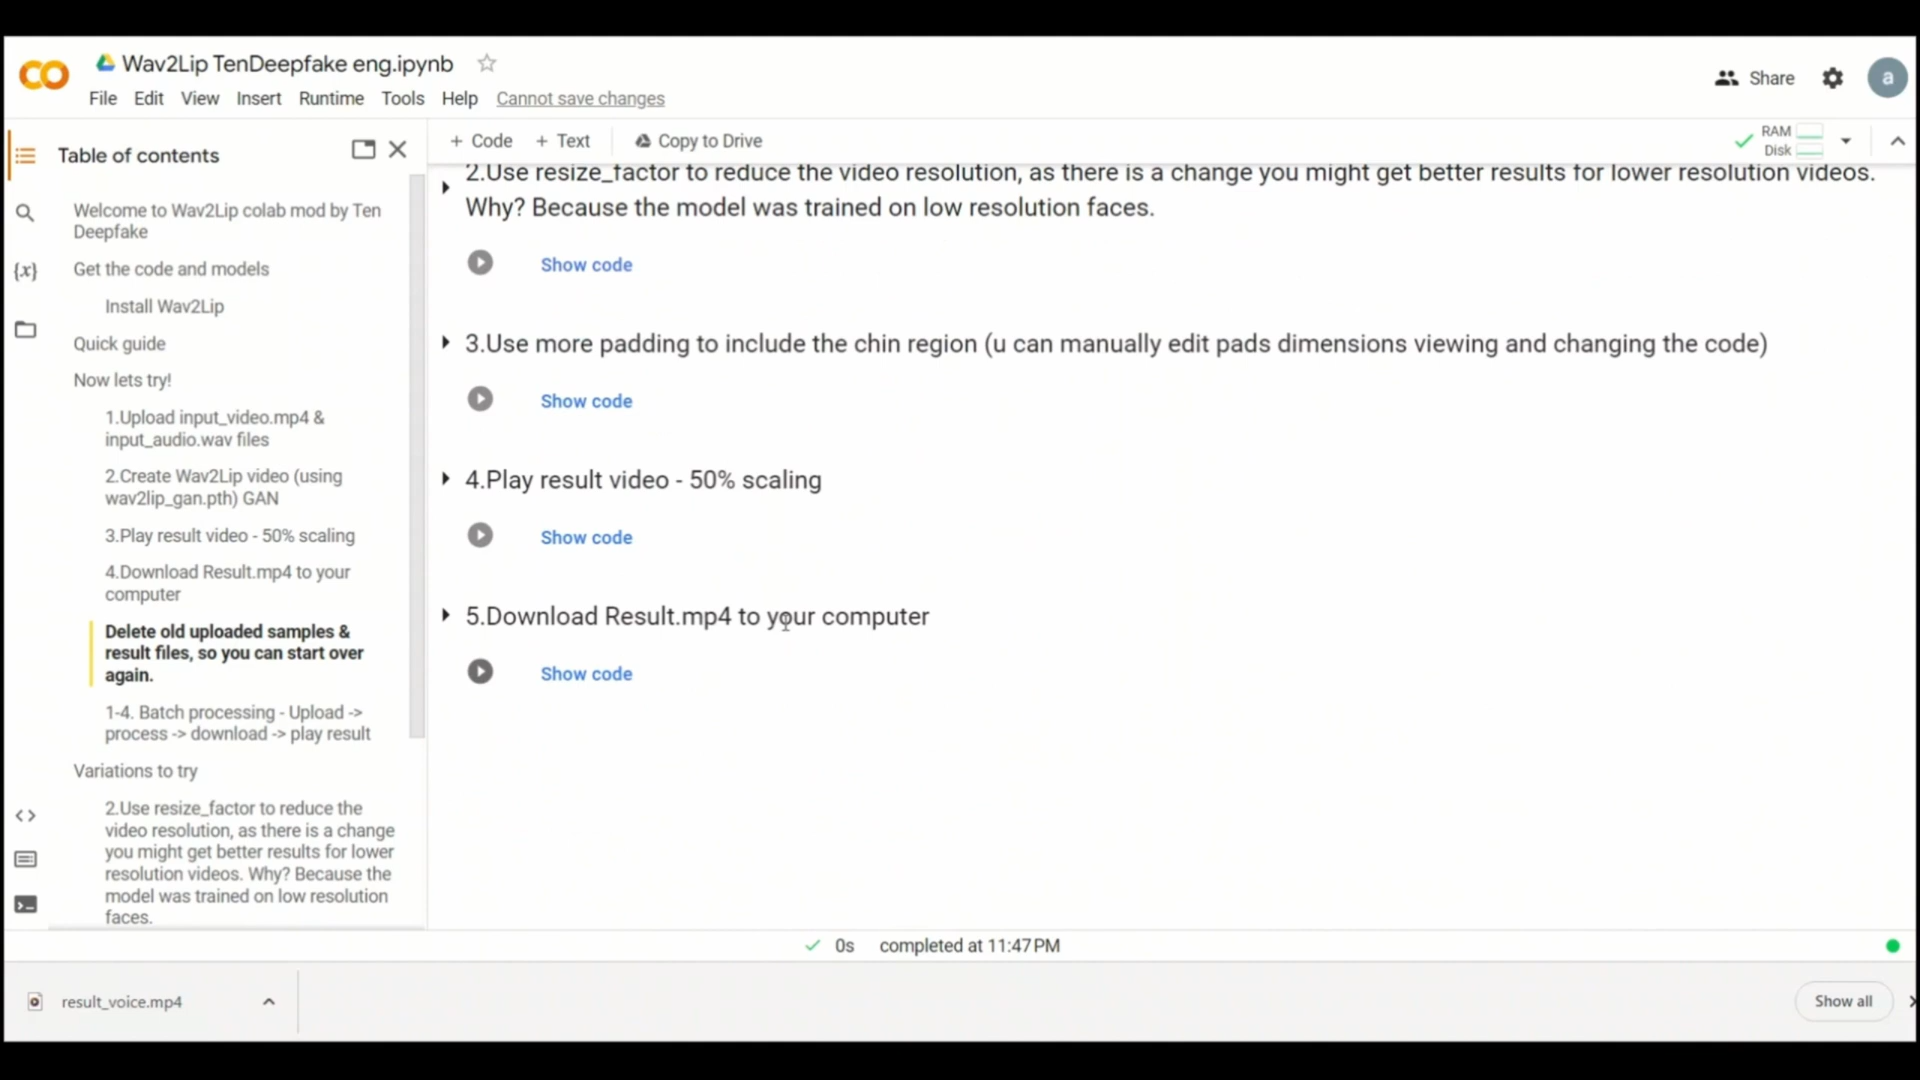 Wav2Lip TenDeepfake eng.ipynb
File Edit View Insert Runtime Tools Help Cannot save changes
Share
a
Table of contents
+ Code + Text Copy to Drive
RAM
Disk
Welcome to Wav2Lip colab mod by Ten
Deepfake
Get the code and models
Install Wav2Lip
Quick guide
Now lets try!
1.Upload input_video.mp4 &
input_audio.wav files
2.Create Wav2Lip video (using
wav2lip_gan.pth) GAN
3.Play result video - 50% scaling
4.Download Result.mp4 to your
computer
Delete old uploaded samples &
result files, so you can start over
again.
1-4. Batch processing - Upload ->
process -> download -> play result
Variations to try
2.Use resize_factor to reduce the
video resolution, as there is a change
you might get better results for lower
resolution videos. Why? Because the
model was trained on low resolution
faces.
{x}
2.Use resize_factor to reduce the video resolution, as there is a change you might get better results for lower resolution videos.
Why? Because the model was trained on low resolution faces.
Show code
3.Use more padding to include the chin region (u can manually edit pads dimensions viewing and changing the code)
Show code
4.Play result video - 50% scaling
Show code
5.Download Result.mp4 to your computer
Show code
0s completed at 11:47 PM
result_voice.mp4
Show all